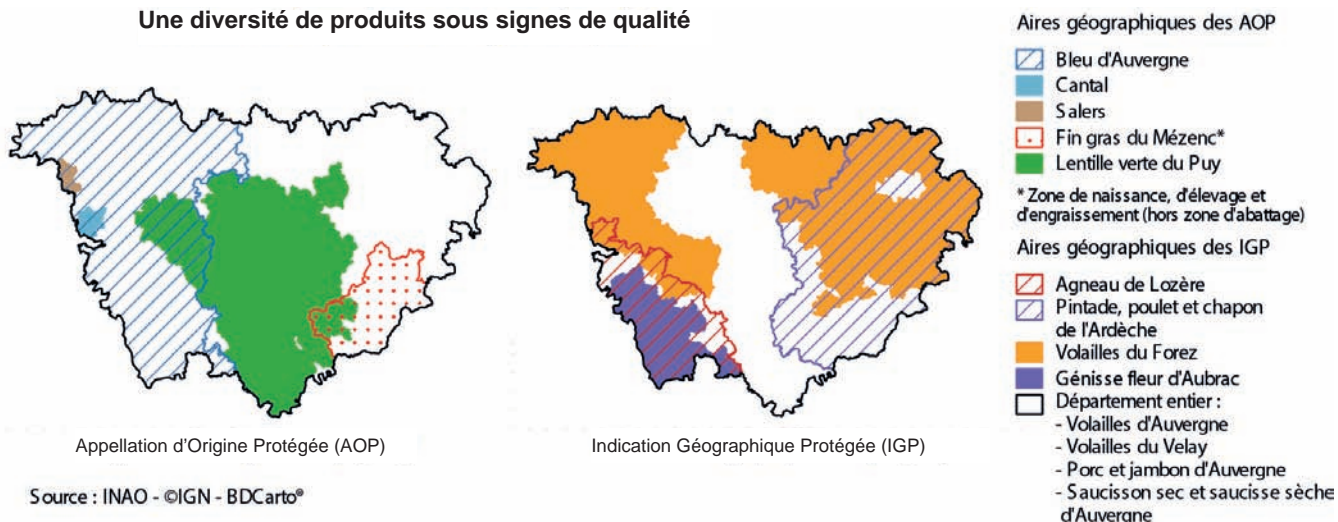 Une diversité de produits sous signes de qualité
Appellation d'Origine Protégée (AOP)
Indication Géographique Protégée (IGP)
Source : INAO - ©IGN - BDCarto®
Aires géographiques des AOP
Bleu d'Auvergne
Cantal
Salers
Fin gras du Mézenc*
Lentille verte du Puy
* Zone de naissance, d'élevage et
d'engraissement (hors zone d'abattage)
Aires géographiques des IGP
Agneau de Lozère
Pintade, poulet et chapon
de l'Ardèche
Volailles du Forez
Génisse fleur d'Aubrac
Département entier :
- Volailles d'Auvergne
- Volailles du Velay
- Porc et jambon d'Auvergne
- Saucisson sec et saucisse sèche
d'Auvergne